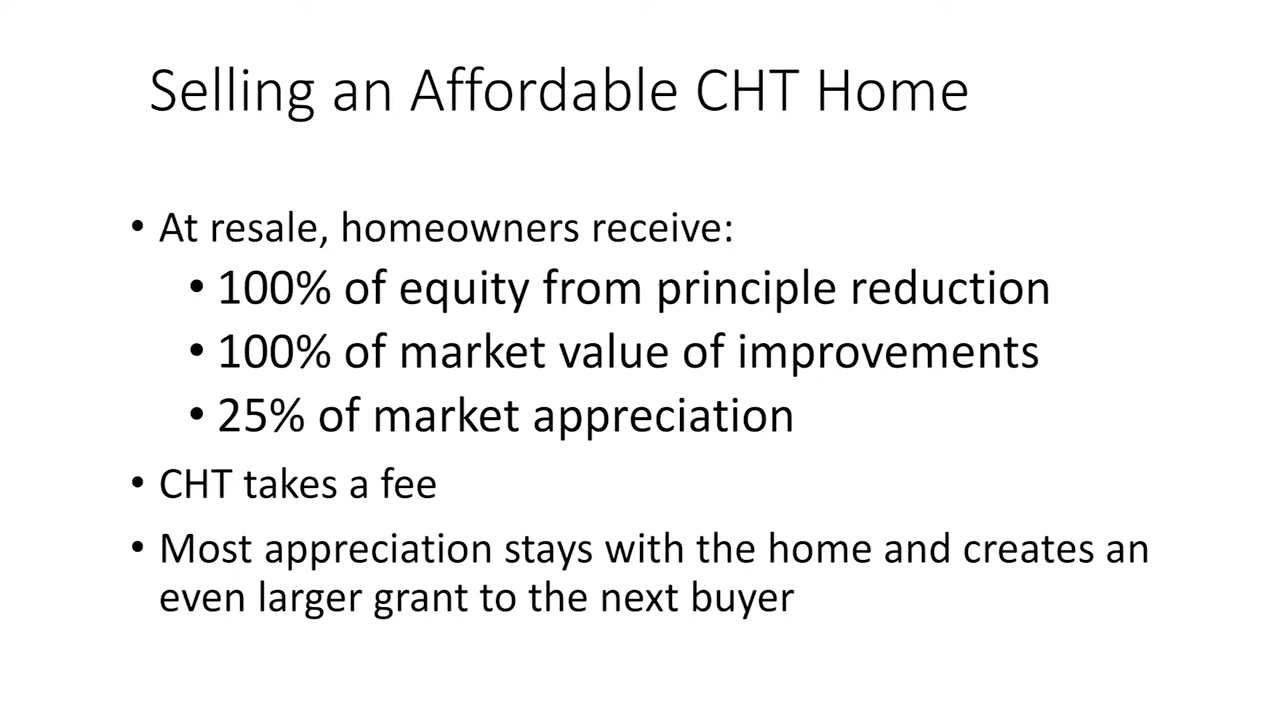 Selling an Affordable CHT Home
• At resale, homeowners receive:
• 100% of equity from principle reduction
• 100% of market value of improvements
• 25% of market appreciation
• CHT takes a fee
• Most appreciation stays with the home and creates an
even larger grant to the next buyer